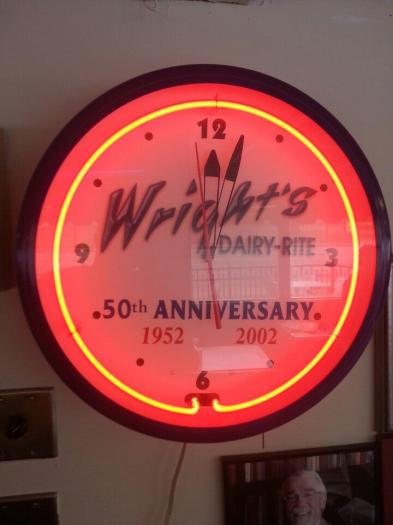 12
Wright's
DAIRY-RITE
9
3
50th ANNIVERSARY
1952 2002
6